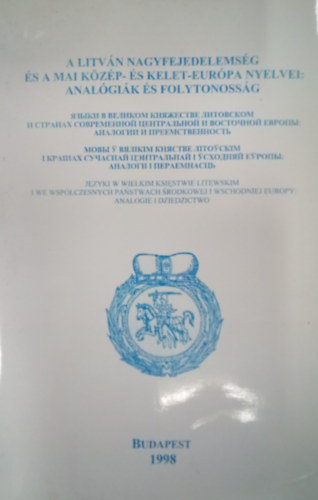 A LITVÁN NAGYFEJEDELEMSÉG
ÉS A MAI KÖZÉP- ÉS KELET-EURÓPA NYELVEI:
ANALÓGIÁK ÉS FOLYTONOSSÁG
ЯЗЫКИ В ВЕЛИКОМ КНЯЖЕСТВЕ ЛИТОВСКОМ
И СТРАНАХ СОВРЕМЕННОЙ ЦЕНТРАЛЬНОЙ И ВОСТОЧНОЙ ЕВРОПЫ:
АНАЛОГИИ И ПРЕЕМСТВЕННОСТЬ
МОВЫ Ў ВЯЛІКІМ КНЯСТВЕ ЛІТОЎСКІМ
І КРАІНАХ СУЧАСНАЙ ЦЭНТРАЛЬНАЙ І ЎСХОДНЯЙ ЕЎРОПЫ:
АНАЛОГІІ І ПЕРАЕМНАСЦЬ
JĘZYKI W WIELKIM KSIĘSTWIE LITEWSKIM
I WE WSPÓŁCZESNYCH PAŃSTWACH ŚRODKOWEJ I WSCHODNIEJ EUROPY:
ANALOGIE I DZIEDZICTWO
BUDAPEST
1998